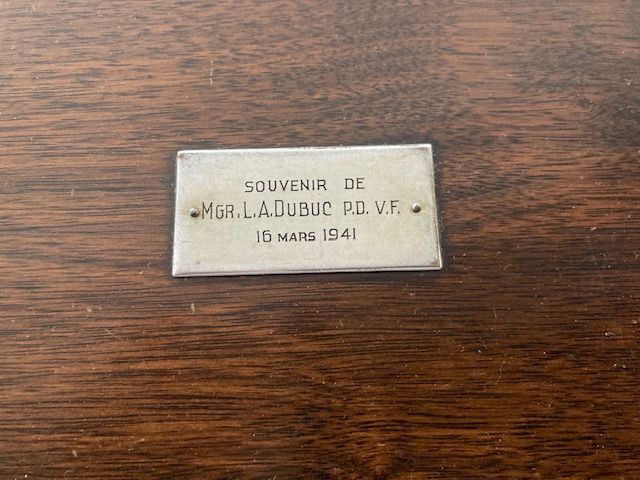 SOUVENIR DE
MGR. L.A. DUBUC P.D. V.F.
16 MARS 1941